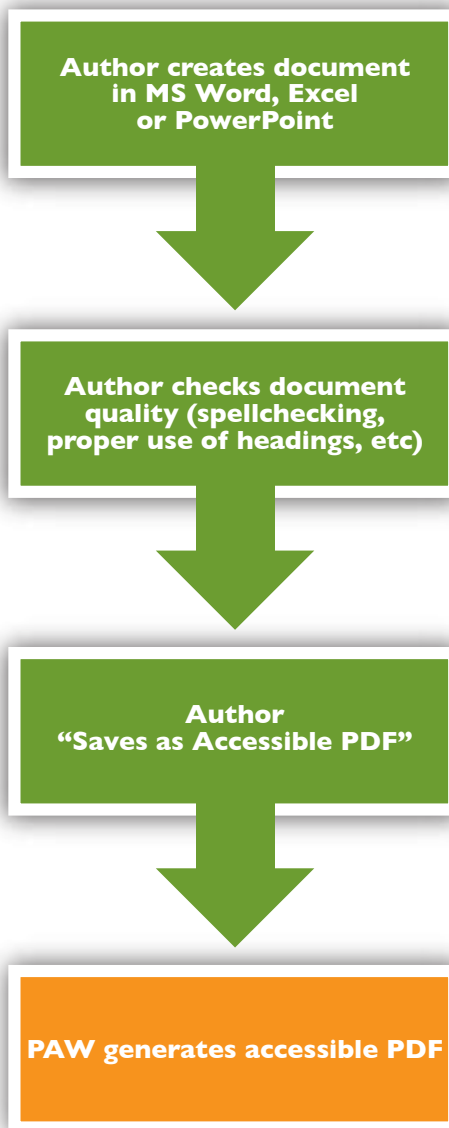 Author creates document
in MS Word, Excel
or PowerPoint
Author checks document
quality (spellchecking,
proper use of headings, etc)
Author
“Saves as Accessible PDF”
PAW generates accessible PDF